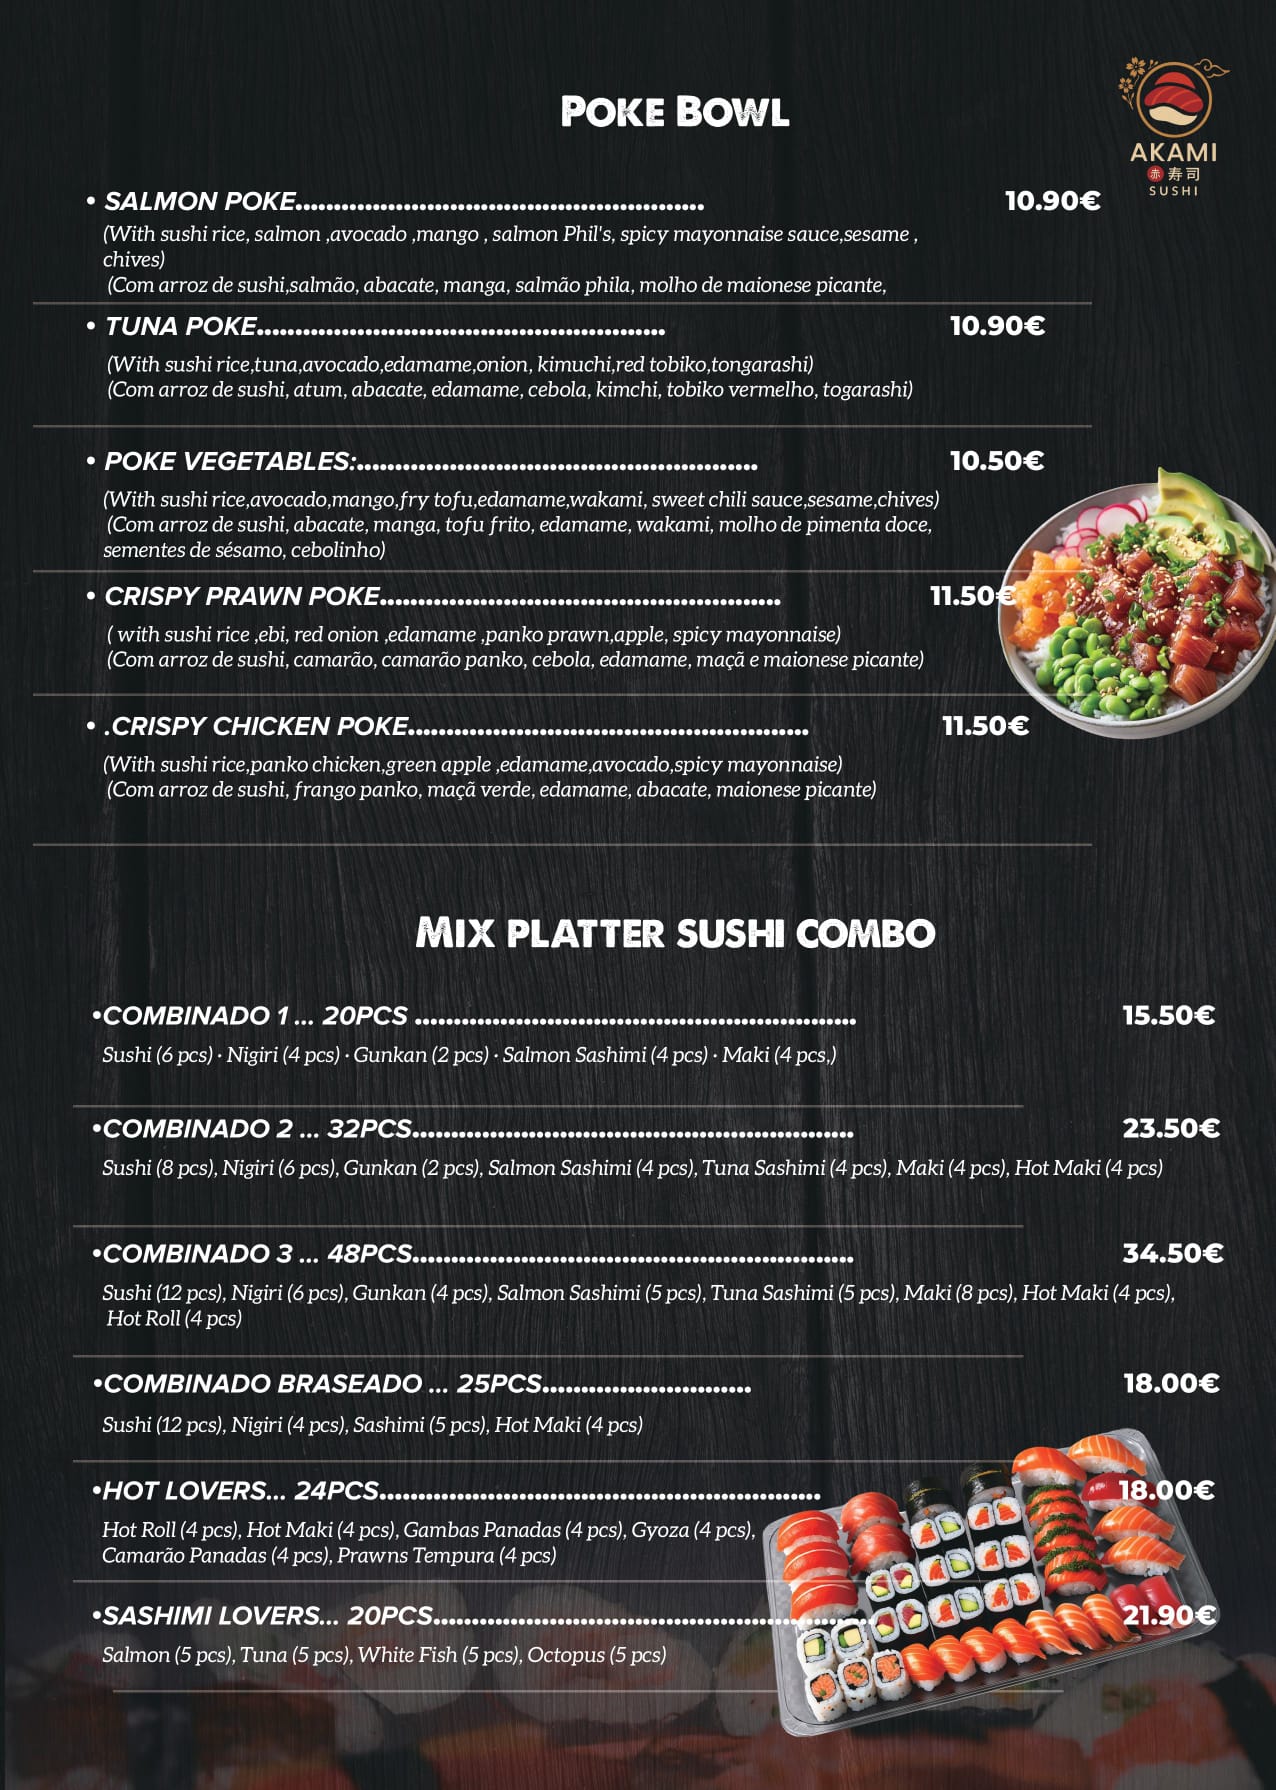 POKE BOWL
AKAMI
赤 寿司
SUSHI
• SALMON POKE..................................................... 10.90€
(With sushi rice, salmon ,avocado ,mango , salmon Phil's, spicy mayonnaise sauce,sesame ,
chives)
(Com arroz de sushi,salmão, abacate, manga, salmão phila, molho de maionese picante,
• TUNA POKE..................................................... 10.90€
(With sushi rice,tuna,avocado,edamame,onion, kimuchi,red tobiko,tongarashi)
(Com arroz de sushi, atum, abacate, edamame, cebola, kimchi, tobiko vermelho, togarashi)
• POKE VEGETABLES:.................................................... 10.50€
(With sushi rice,avocado,mango,fry tofu,edamame,wakami, sweet chili sauce,sesame,chives)
(Com arroz de sushi, abacate, manga, tofu frito, edamame, wakami, molho de pimenta doce,
sementes de sésamo, cebolinho)
• CRISPY PRAWN POKE.................................................... 11.50€
( with sushi rice ,ebi, red onion ,edamame ,panko prawn,apple, spicy mayonnaise)
(Com arroz de sushi, camarão, camarão panko, cebola, edamame, maçã e maionese picante)
• .CRISPY CHICKEN POKE.................................................... 11.50€
(With sushi rice,panko chicken,green apple ,edamame,avocado,spicy mayonnaise)
(Com arroz de sushi, frango panko, maçã verde, edamame, abacate, maionese picante)
MIX PLATTER SUSHI COMBO
•COMBINADO 1 ... 20PCS ......................................................... 15.50€
Sushi (6 pcs) · Nigiri (4 pcs) · Gunkan (2 pcs) · Salmon Sashimi (4 pcs) · Maki (4 pcs,)
•COMBINADO 2 ... 32PCS......................................................... 23.50€
Sushi (8 pcs), Nigiri (6 pcs), Gunkan (2 pcs), Salmon Sashimi (4 pcs), Tuna Sashimi (4 pcs), Maki (4 pcs), Hot Maki (4 pcs)
•COMBINADO 3 ... 48PCS......................................................... 34.50€
Sushi (12 pcs), Nigiri (6 pcs), Gunkan (4 pcs), Salmon Sashimi (5 pcs), Tuna Sashimi (5 pcs), Maki (8 pcs), Hot Maki (4 pcs),
Hot Roll (4 pcs)
•COMBINADO BRASEADO ... 25PCS........................... 18.00€
Sushi (12 pcs), Nigiri (4 pcs), Sashimi (5 pcs), Hot Maki (4 pcs)
•HOT LOVERS... 24PCS......................................................... 18.00€
Hot Roll (4 pcs), Hot Maki (4 pcs), Gambas Panadas (4 pcs), Gyoza (4 pcs),
Camarão Panadas (4 pcs), Prawns Tempura (4 pcs)
•SASHIMI LOVERS... 20PCS......................................................... 21.90€
Salmon (5 pcs), Tuna (5 pcs), White Fish (5 pcs), Octopus (5 pcs)